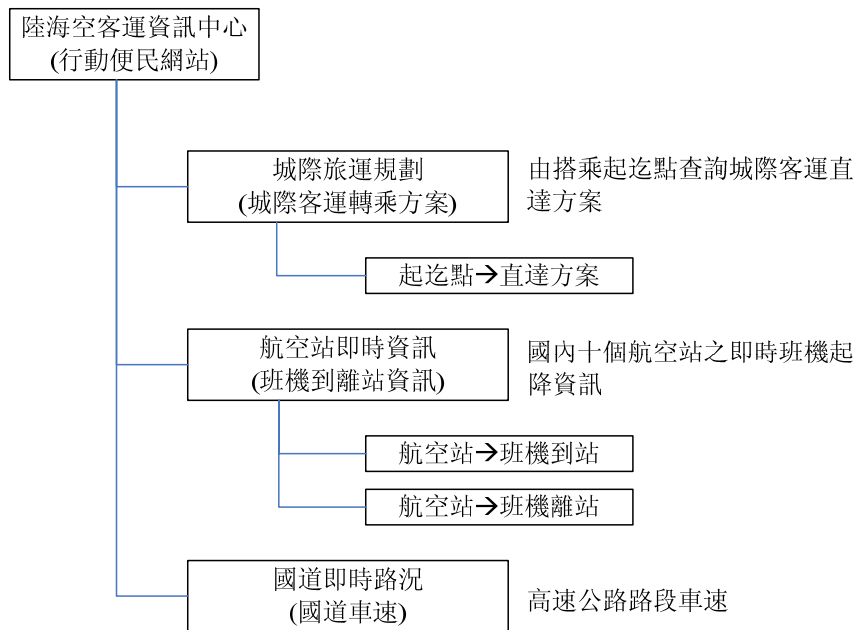 陸海空客運資訊中心
(行動便民網站)
城際旅運規劃
(城際客運轉乘方案)
由搭乘起迄點查詢城際客運直
達方案
起迄點→直達方案
航空站即時資訊
(班機到離站資訊)
國內十個航空站之即時班機起
降資訊
航空站→班機到站
航空站→班機離站
國道即時路況
(國道車速)
高速公路路段車速